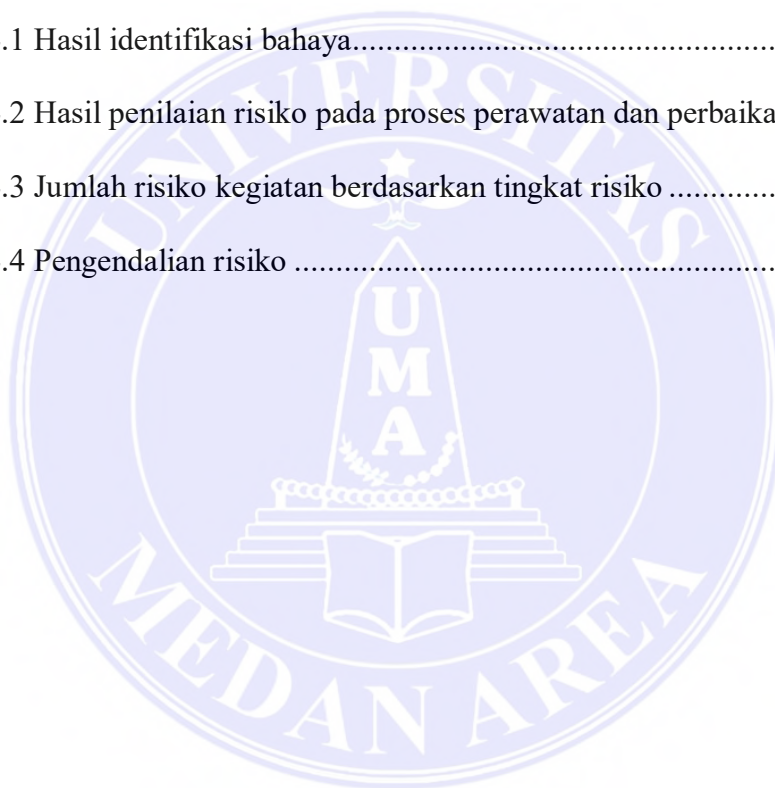 .1 Hasil identifikasi bahaya
.2 Hasil penilaian risiko pada proses perawatan dan perbaika
.3 Jumlah risiko kegiatan berdasarkan tingkat risiko
.4 Pengendalian risiko
UNIVERSITAS
UMA
MEDAN AREA